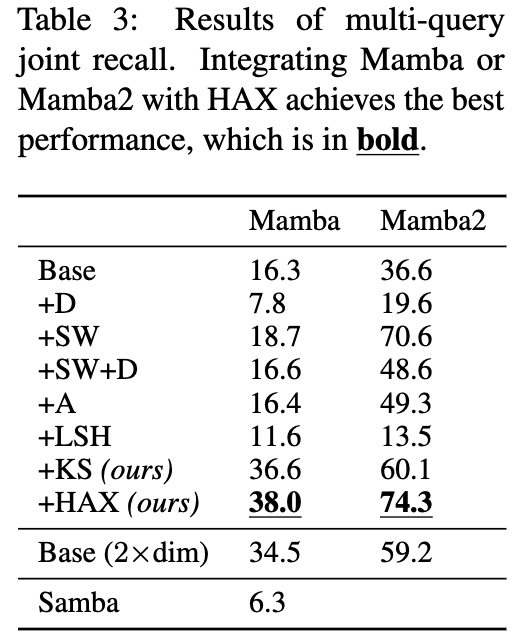 Table 3: Results of multi-query
joint recall. Integrating Mamba or
Mamba2 with HAX achieves the best
performance, which is in bold.
Mamba Mamba2
Base 16.3 36.6
+D 7.8 19.6
+SW 18.7 70.6
+SW+D 16.6 48.6
+A 16.4 49.3
+LSH 11.6 13.5
+KS (ours) 36.6 60.1
+HAX (ours) 38.0 74.3
Base (2×dim) 34.5 59.2
Samba 6.3